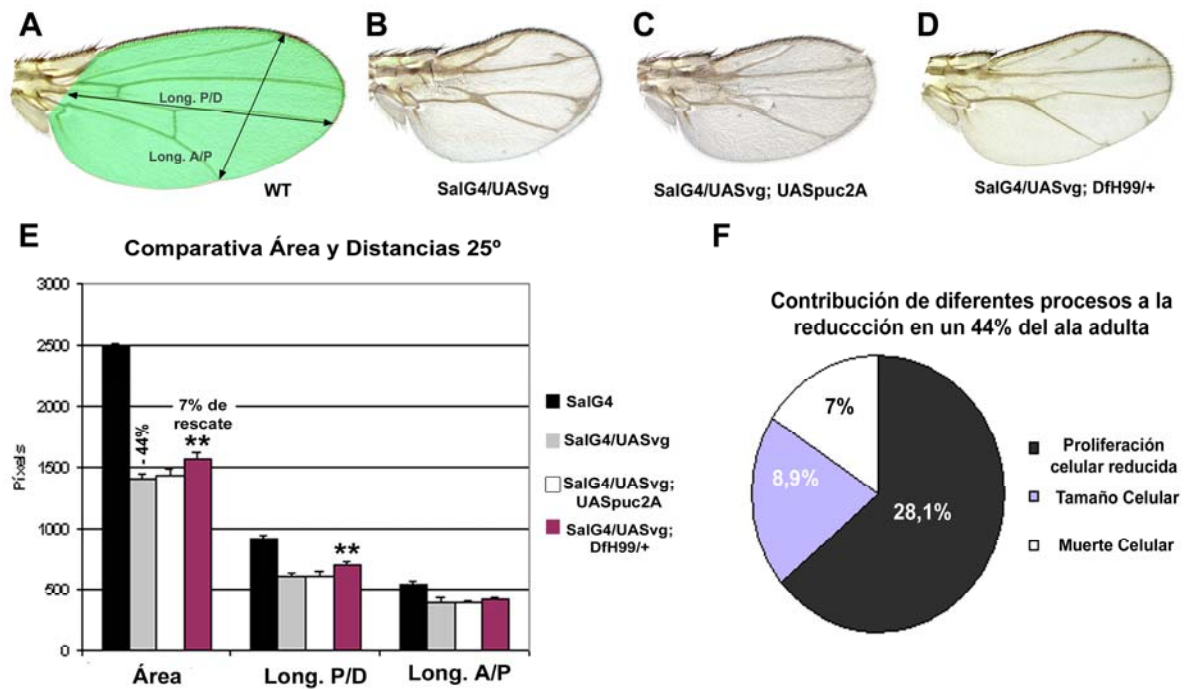 A
B
C
D
Long. P/D
Long. A/P
WT
SalG4/UASvg
SalG4/UASvg; UASpuc2A
SalG4/UASvg; DfH99/+
E
Comparativa Área y Distancias 25º
3000
2500
2000
1500
1000
500
0
Píxels
- 44%
7% de
rescate
**
**
Área
Long. P/D
Long. A/P
SalG4
SalG4/UASvg
SalG4/UASvg;
UASpuc2A
SalG4/UASvg;
DfH99/+
F
Contribución de diferentes procesos a la
reduccción en un 44% del ala adulta
7%
8,9%
28,1%
Proliferación
celular reducida
Tamaño Celular
Muerte Celular